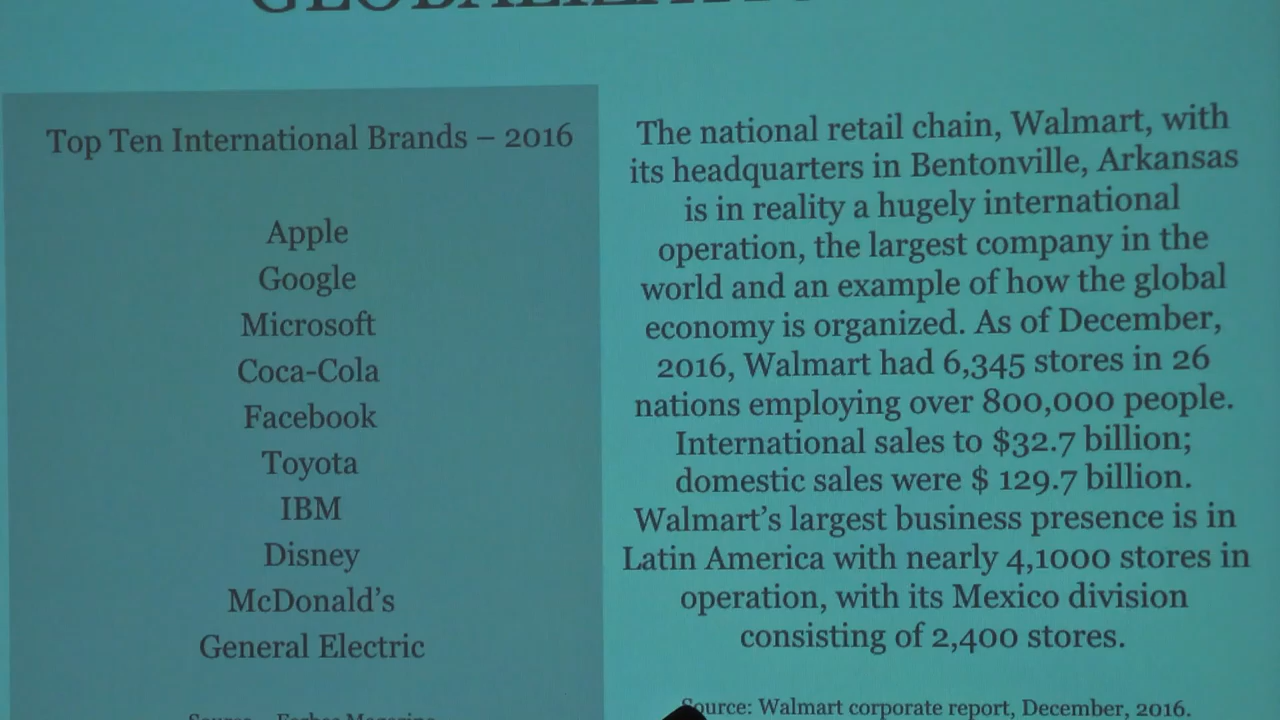 Top Ten International Brands – 2016
Apple
Google
Microsoft
Coca-Cola
Facebook
Toyota
IBM
Disney
McDonald's
General Electric
The national retail chain, Walmart, with
its headquarters in Bentonville, Arkansas
is in reality a hugely international
operation, the largest company in the
world and an example of how the global
economy is organized. As of December,
2016, Walmart had 6,345 stores in 26
nations employing over 800,000 people.
International sales to $32.7 billion;
domestic sales were $ 129.7 billion.
Walmart's largest business presence is in
Latin America with nearly 4,1000 stores in
operation, with its Mexico division
consisting of 2,400 stores.
Source: Walmart corporate report, December, 2016.